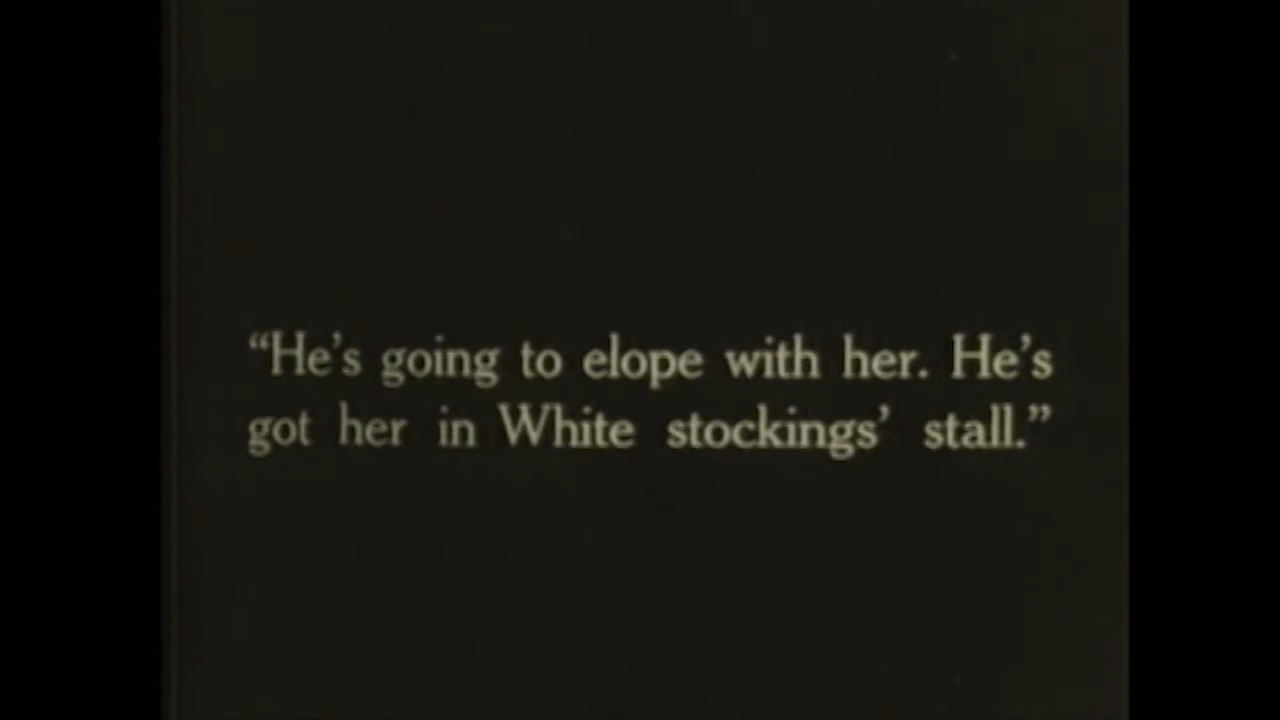 “He’s going to elope with her. He’s
got her in White stockings’ stall.”